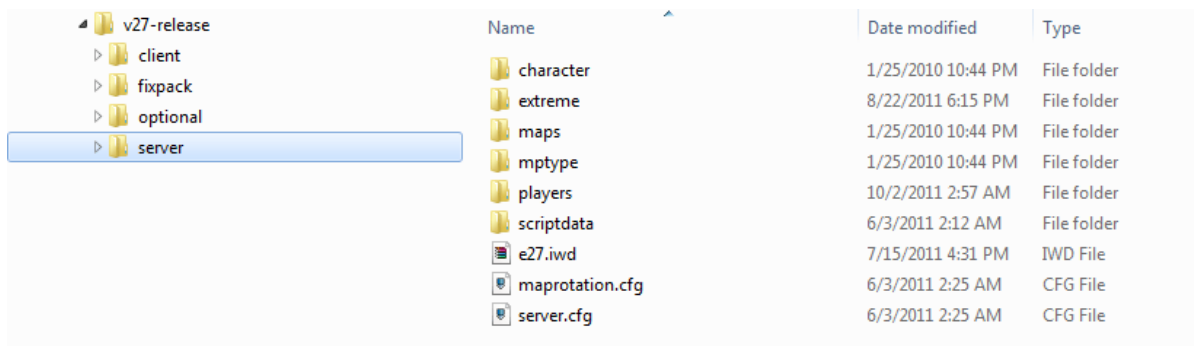 v27-release
client
fixpack
optional
server
Name Date modified Type
character 1/25/2010 10:44 PM File folder
extreme 8/22/2011 6:15 PM File folder
maps 1/25/2010 10:44 PM File folder
mptype 1/25/2010 10:44 PM File folder
players 10/2/2011 2:57 AM File folder
scriptdata 6/3/2011 2:12 AM File folder
e27.iwd 7/15/2011 4:31 PM IWD File
maprotation.cfg 6/3/2011 2:25 AM CFG File
server.cfg 6/3/2011 2:25 AM CFG File